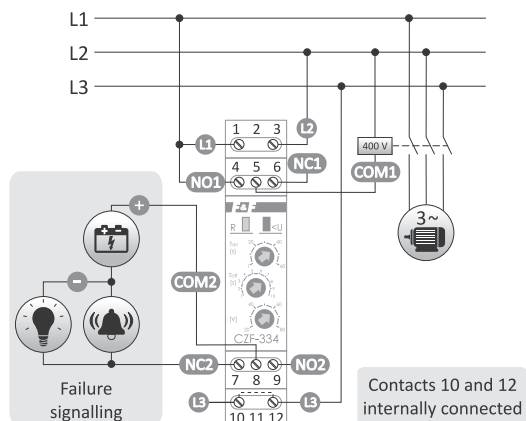 L1
L2
L3
1 2 3
L1
L2
4 5 6
NO1
NC1
COM1
400 V
F&F
R
<U
3~
+
-
COM2
[V]
CZF-334
NC2
NO2
7 8 9
L3
L3
10 11 12
Failure
signalling
Contacts 10 and 12
internally connected